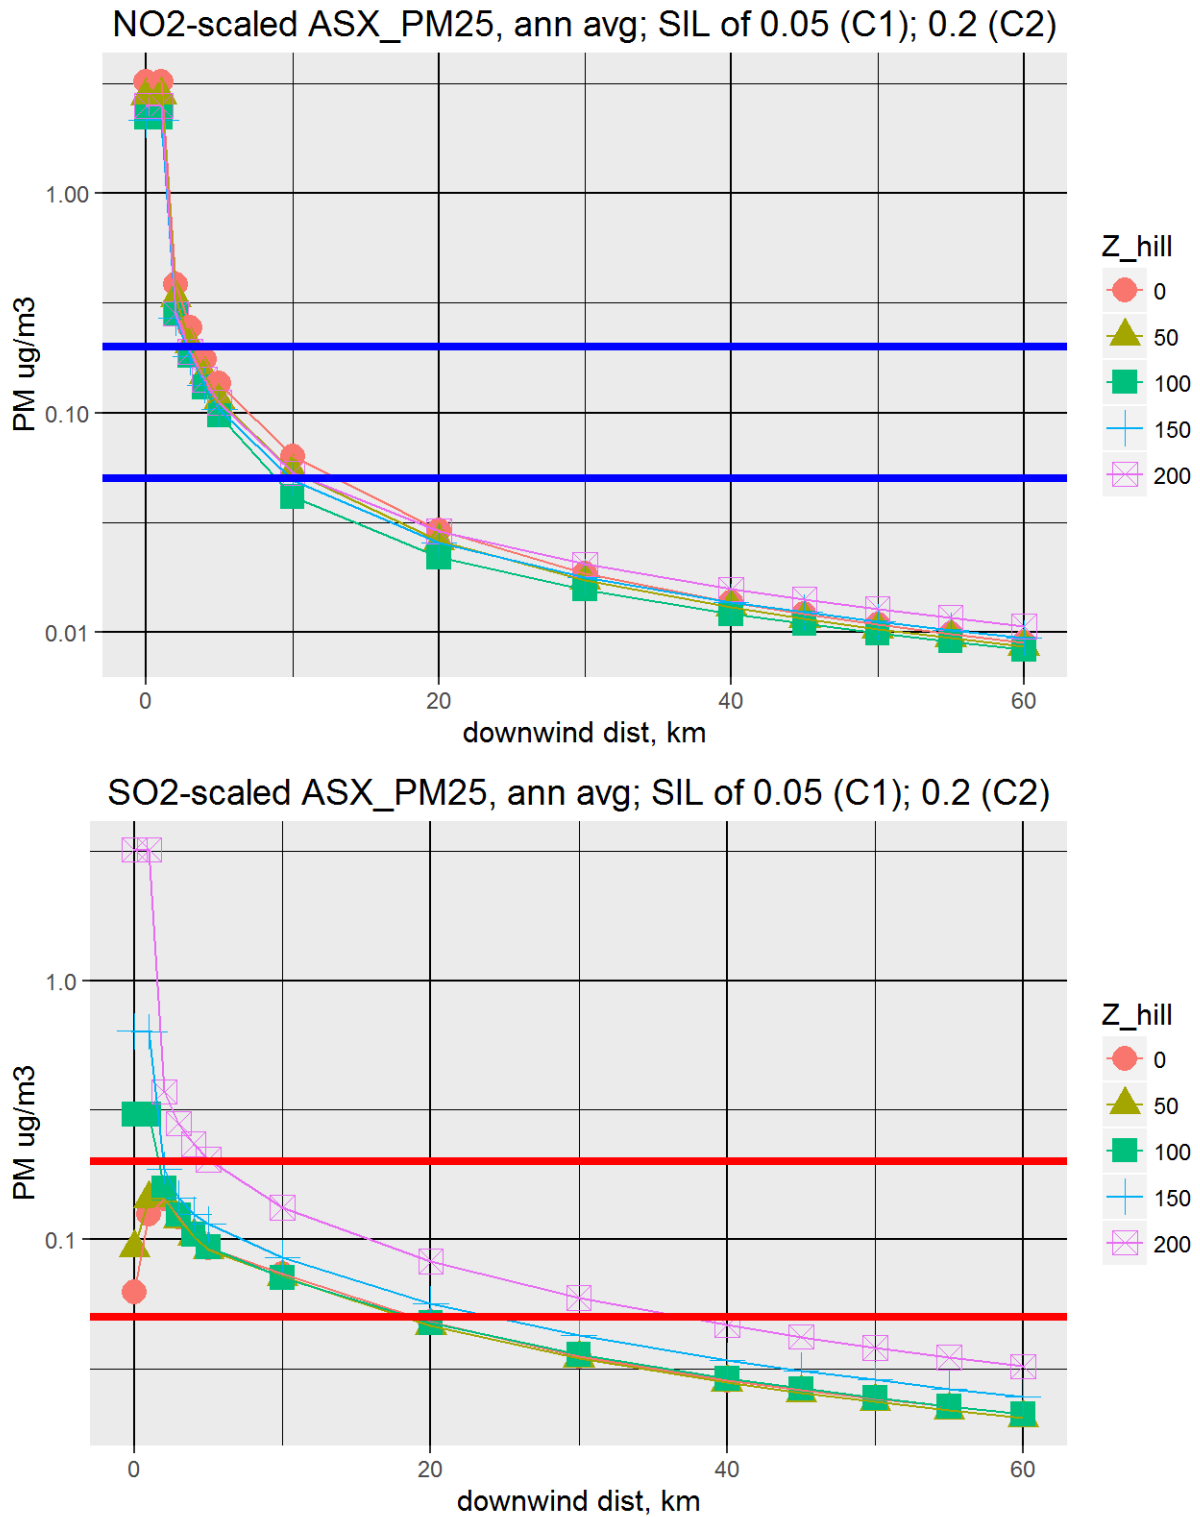 NO2-scaled ASX_PM25, ann avg; SIL of 0.05 (C1); 0.2 (C2)
PM ug/m3
1.00
0.10
0.01
0
20
40
60
downwind dist, km
Z_hill
0
50
100
150
200
SO2-scaled ASX_PM25, ann avg; SIL of 0.05 (C1); 0.2 (C2)
PM ug/m3
1.0
0.1
0
20
40
60
downwind dist, km
Z_hill
0
50
100
150
200